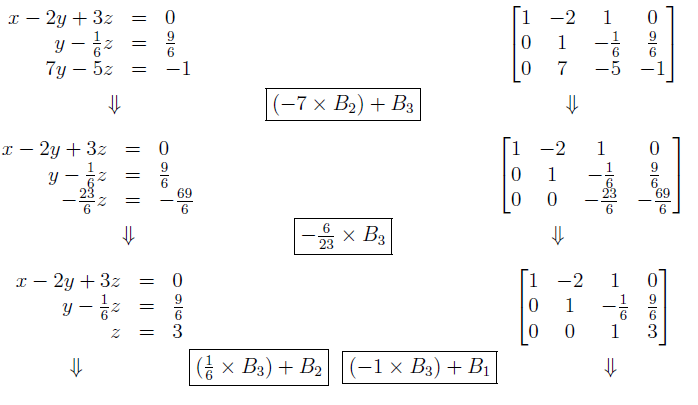 x − 2y + 3z = 0
y − 1/6 z = 9/6
7y − 5z = −1
[1 −2 1 0
0 1 −1/6 9/6
0 7 −5 −1]
⇓ (−7 × B₂) + B₃ ⇓
x − 2y + 3z = 0
y − 1/6 z = 9/6
−23/6 z = −69/6
[1 −2 1 0
0 1 −1/6 9/6
0 0 −23/6 −69/6]
⇓ −6/23 × B₃ ⇓
x − 2y + 3z = 0
y − 1/6 z = 9/6
z = 3
[1 −2 1 0
0 1 −1/6 9/6
0 0 1 3]
⇓ (1/6 × B₃) + B₂ (−1 × B₃) + B₁ ⇓